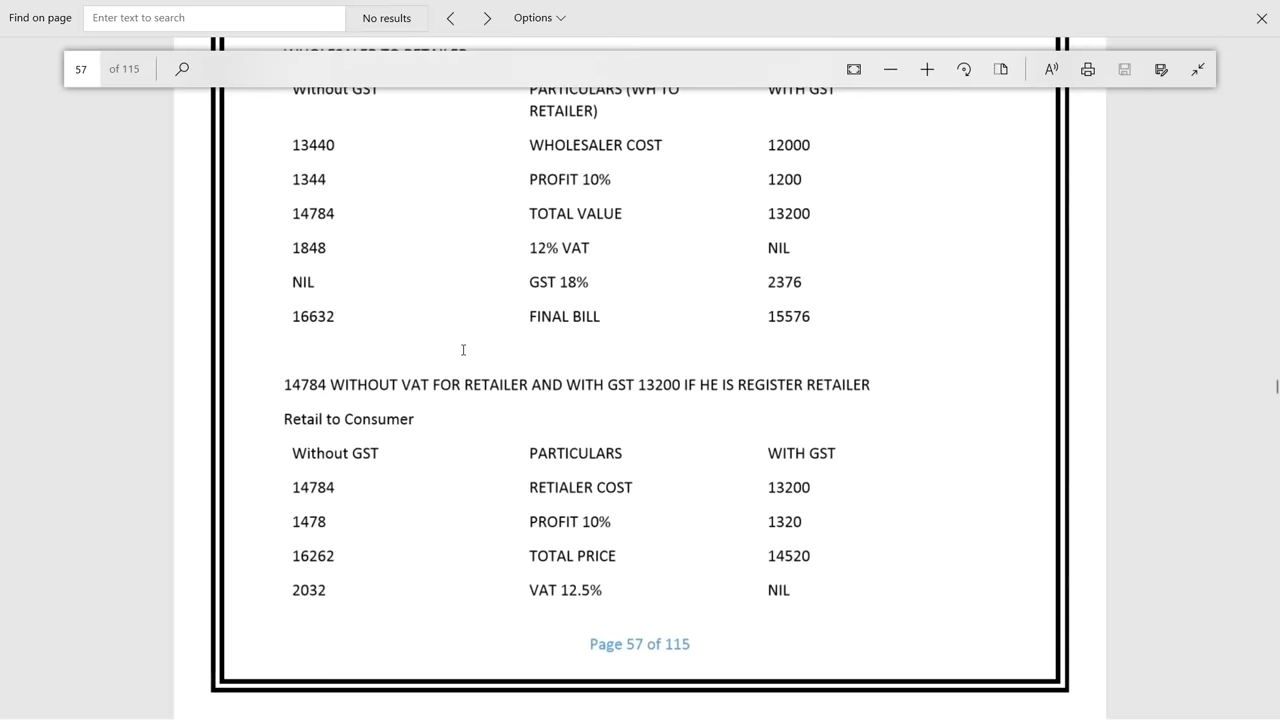 Find on page
Enter text to search
No results
Options
57 of 115
WHOLESALER TO RETAILER
Without GST PARTICULARS (WH TO RETAILER) WITH GST
13440 WHOLESALER COST 12000
1344 PROFIT 10% 1200
14784 TOTAL VALUE 13200
1848 12% VAT NIL
NIL GST 18% 2376
16632 FINAL BILL 15576
14784 WITHOUT VAT FOR RETAILER AND WITH GST 13200 IF HE IS REGISTER RETAILER
Retail to Consumer
Without GST PARTICULARS WITH GST
14784 RETIALER COST 13200
1478 PROFIT 10% 1320
16262 TOTAL PRICE 14520
2032 VAT 12.5% NIL
Page 57 of 115